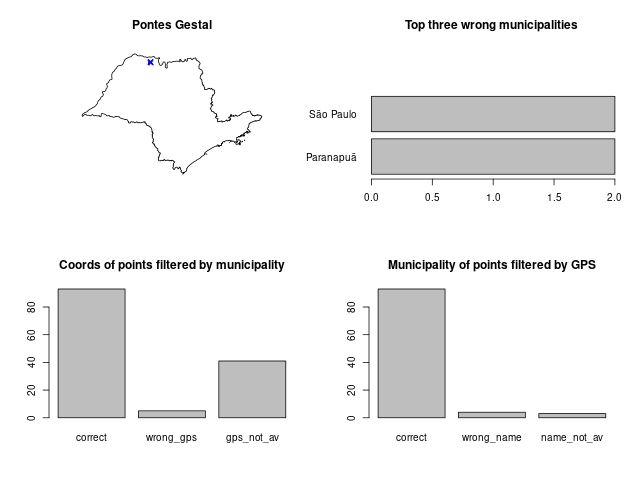 Pontes Gestal
Top three wrong municipalities
São Paulo
Paranapuã
0.0 0.5 1.0 1.5 2.0
Coords of points filtered by municipality
80
60
40
20
0
correct wrong_gps gps_not_av
Municipality of points filtered by GPS
80
60
40
20
0
correct wrong_name name_not_av